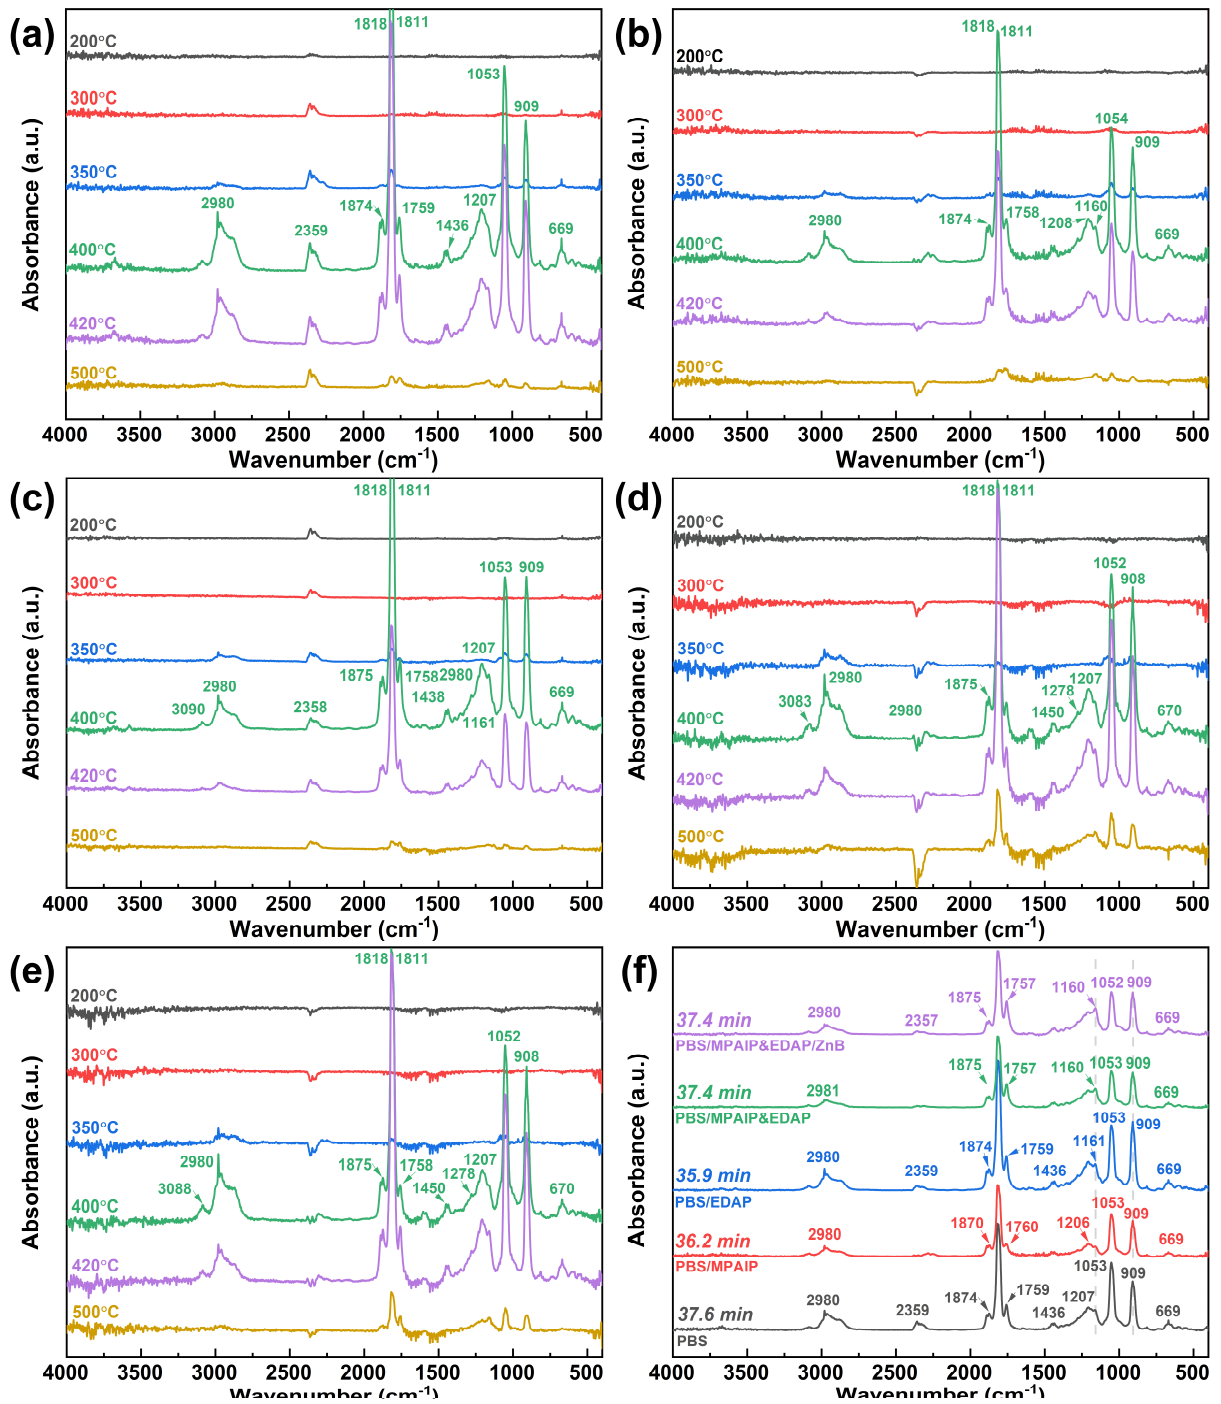 (a)
1818 1811
200°C
1053
909
300°C
350°C
2980
2359
1874
1759
1436
1207
669
400°C
420°C
500°C
Absorbance (a.u.)
4000 3500 3000 2500 2000 1500 1000 500
Wavenumber (cm-1)
(b)
1818 1811
200°C
300°C
1054
909
350°C
2980
1874
1758
1208
1160
669
400°C
420°C
500°C
Absorbance (a.u.)
4000 3500 3000 2500 2000 1500 1000 500
Wavenumber (cm-1)
(c)
1818 1811
200°C
300°C
1053 909
350°C
3090
2980
2358
1875
1758 2980
1438
1207
1161
669
400°C
420°C
500°C
Absorbance (a.u.)
4000 3500 3000 2500 2000 1500 1000 500
Wavenumber (cm-1)
(d)
1818 1811
200°C
300°C
1052
908
350°C
3083
2980
2980
1875
1278
1450
1207
670
400°C
420°C
500°C
Absorbance (a.u.)
4000 3500 3000 2500 2000 1500 1000 500
Wavenumber (cm-1)
(e)
1818 1811
200°C
300°C
1052
908
350°C
2980
3088
1875
1758
1450
1278
1207
670
400°C
420°C
500°C
Absorbance (a.u.)
4000 3500 3000 2500 2000 1500 1000 500
Wavenumber (cm-1)
(f)
37.4 min
PBS/MPAIP&EDAP/ZnB
2980 2357 1875 1757 1160 1052 909 669
37.4 min
PBS/MPAIP&EDAP
2981 1875 1757 1160 1053 909 669
35.9 min
PBS/EDAP
2980 2359 1874 1759 1436 1161 1053 909 669
36.2 min
PBS/MPAIP
2980 1870 1760 1206 1053 909 669
37.6 min
PBS
2980 2359 1874 1759 1436 1207 1053 909 669
Absorbance (a.u.)
4000 3500 3000 2500 2000 1500 1000 500
Wavenumber (cm-1)